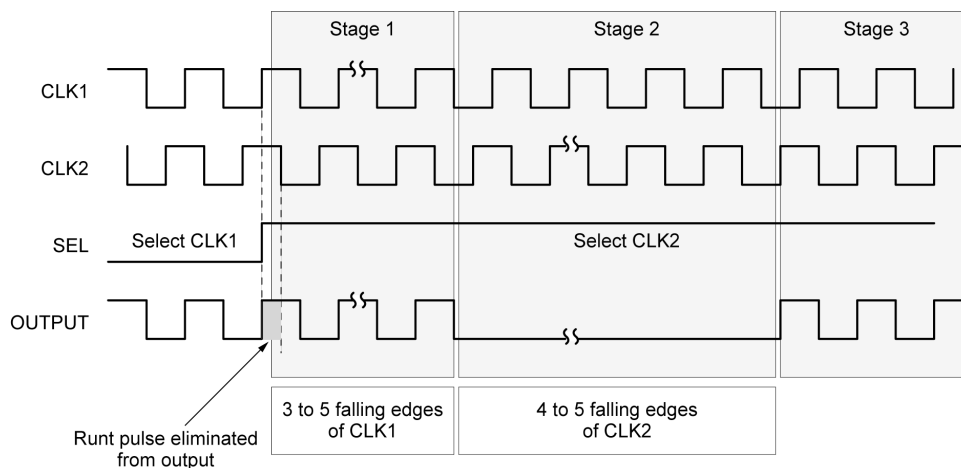 Stage 1
Stage 2
Stage 3
CLK1
CLK2
SEL
Select CLK1
Select CLK2
OUTPUT
3 to 5 falling edges
of CLK1
4 to 5 falling edges
of CLK2
Runt pulse eliminated
from output